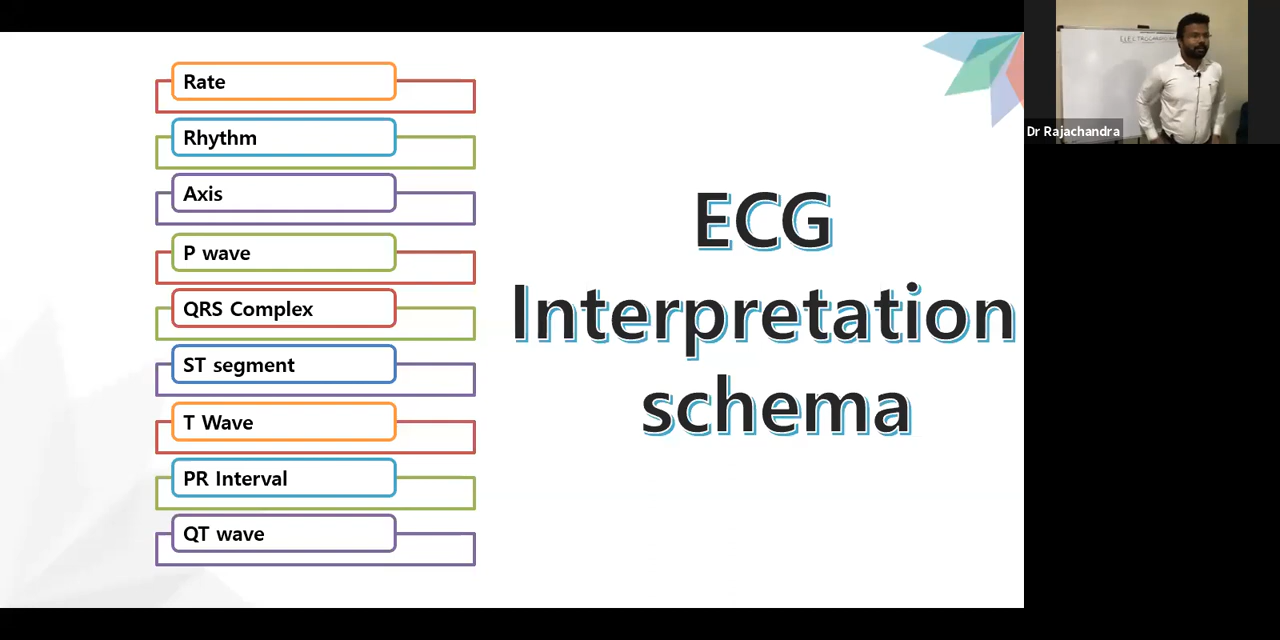 Rate
Rhythm
Axis
P wave
QRS Complex
ST segment
T Wave
PR Interval
QT wave
ECG
Interpretation
schema
Dr Rajachandra